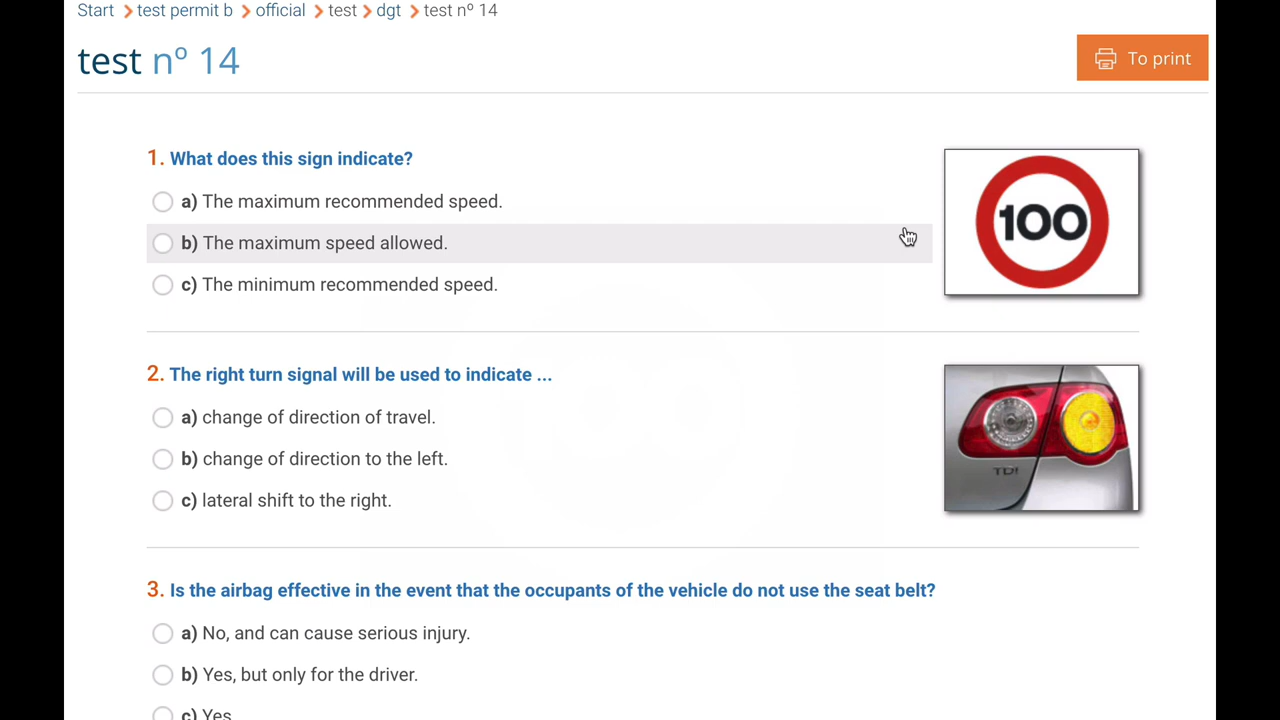 Start test permit b official test dgt test nº 14
test nº 14
To print
1. What does this sign indicate?
a) The maximum recommended speed.
b) The maximum speed allowed.
c) The minimum recommended speed.
100
2. The right turn signal will be used to indicate ...
a) change of direction of travel.
b) change of direction to the left.
c) lateral shift to the right.
TDI
3. Is the airbag effective in the event that the occupants of the vehicle do not use the seat belt?
a) No, and can cause serious injury.
b) Yes, but only for the driver.
c) Yes